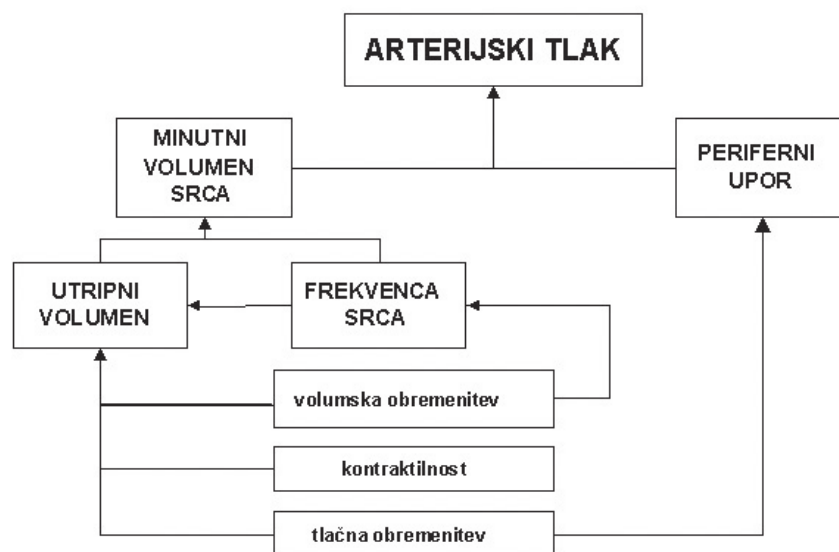 ARTERIJSKI TLAK
MINUTNI
VOLUMEN
SRCA
PERIFERNI
UPOR
UTRIPNI
VOLUMEN
FREKVENCA
SRCA
volumska obremenitev
kontraktilnost
tlačna obremenitev